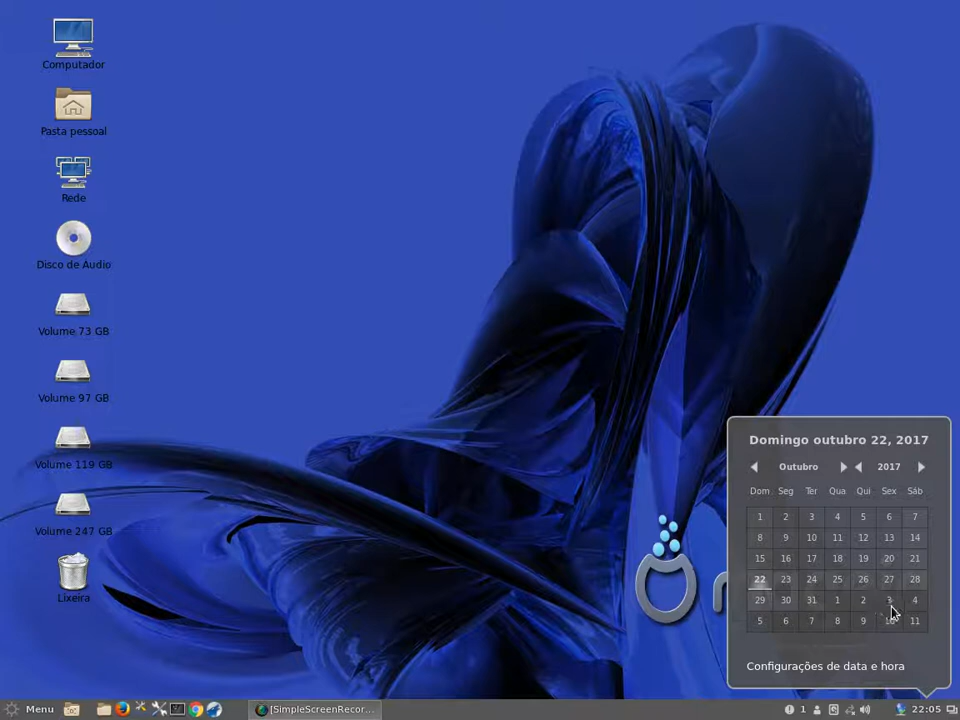 Computador
Pasta pessoal
Rede
Disco de Áudio
Volume 73 GB
Volume 97 GB
Volume 119 GB
Volume 247 GB
Lixeira
Domingo outubro 22, 2017
Outubro 2017
Dom Seg Ter Qua Qui Sex Sáb
1 2 3 4 5 6 7
8 9 10 11 12 13 14
15 16 17 18 19 20 21
22 23 24 25 26 27 28
29 30 31 1 2 3 4
5 6 7 8 9 10 11
Configurações de data e hora
Menu [SimpleScreenRecor... 1 22:05